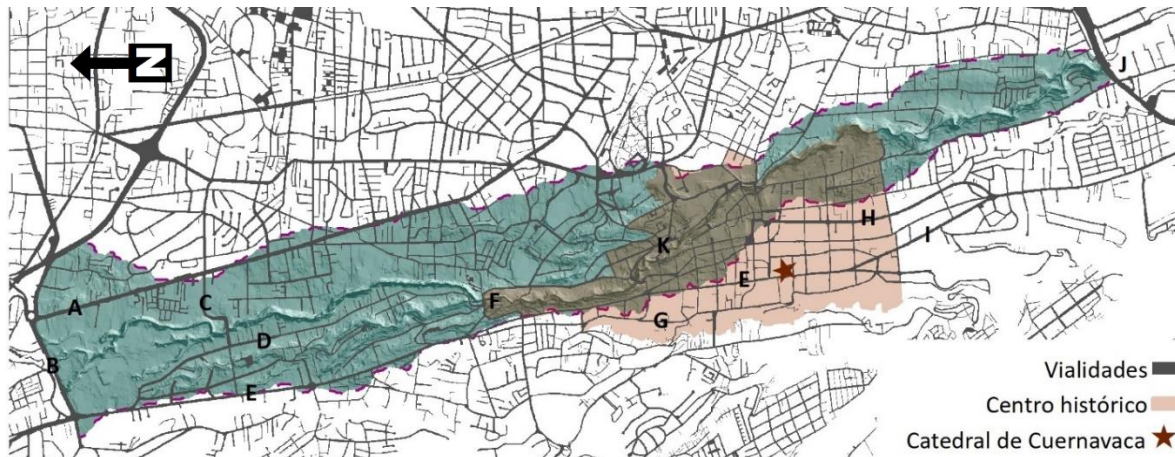 N
J
A
B
C
D
E
F
K
G
E
H
I
Vialidades
Centro histórico
Catedral de Cuernavaca